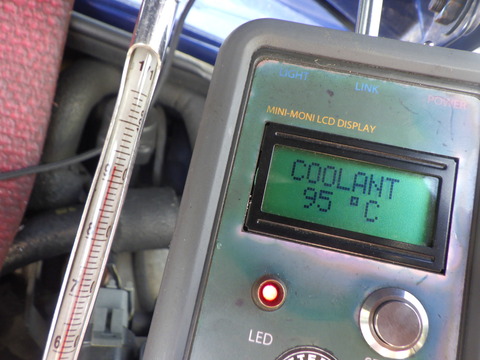 LIGHT
LINK
POWER
MINI-MONI LCD DISPLAY
COOLANT
95 °C
LED